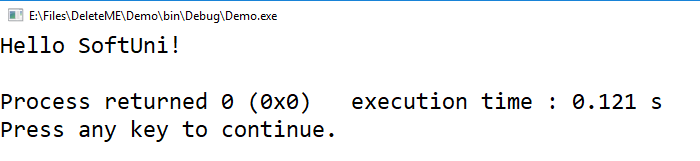 E:\Files\DeleteME\Demo\bin\Debug\Demo.exe
Hello SoftUni!
Process returned 0 (0x0)   execution time : 0.121 s
Press any key to continue.